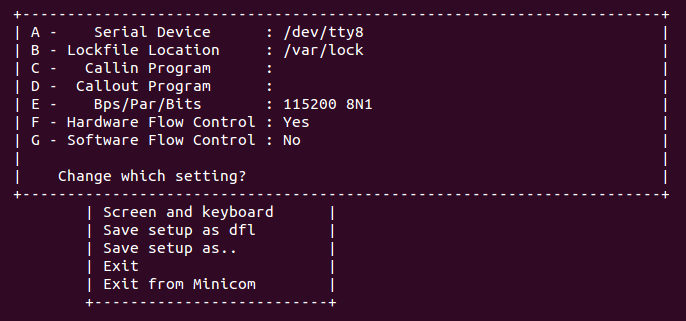 A - Serial Device : /dev/tty8
B - Lockfile Location : /var/lock
C - Callin Program :
D - Callout Program :
E - Bps/Par/Bits : 115200 8N1
F - Hardware Flow Control : Yes
G - Software Flow Control : No
Change which setting?
Screen and keyboard
Save setup as dfl
Save setup as..
Exit
Exit from Minicom